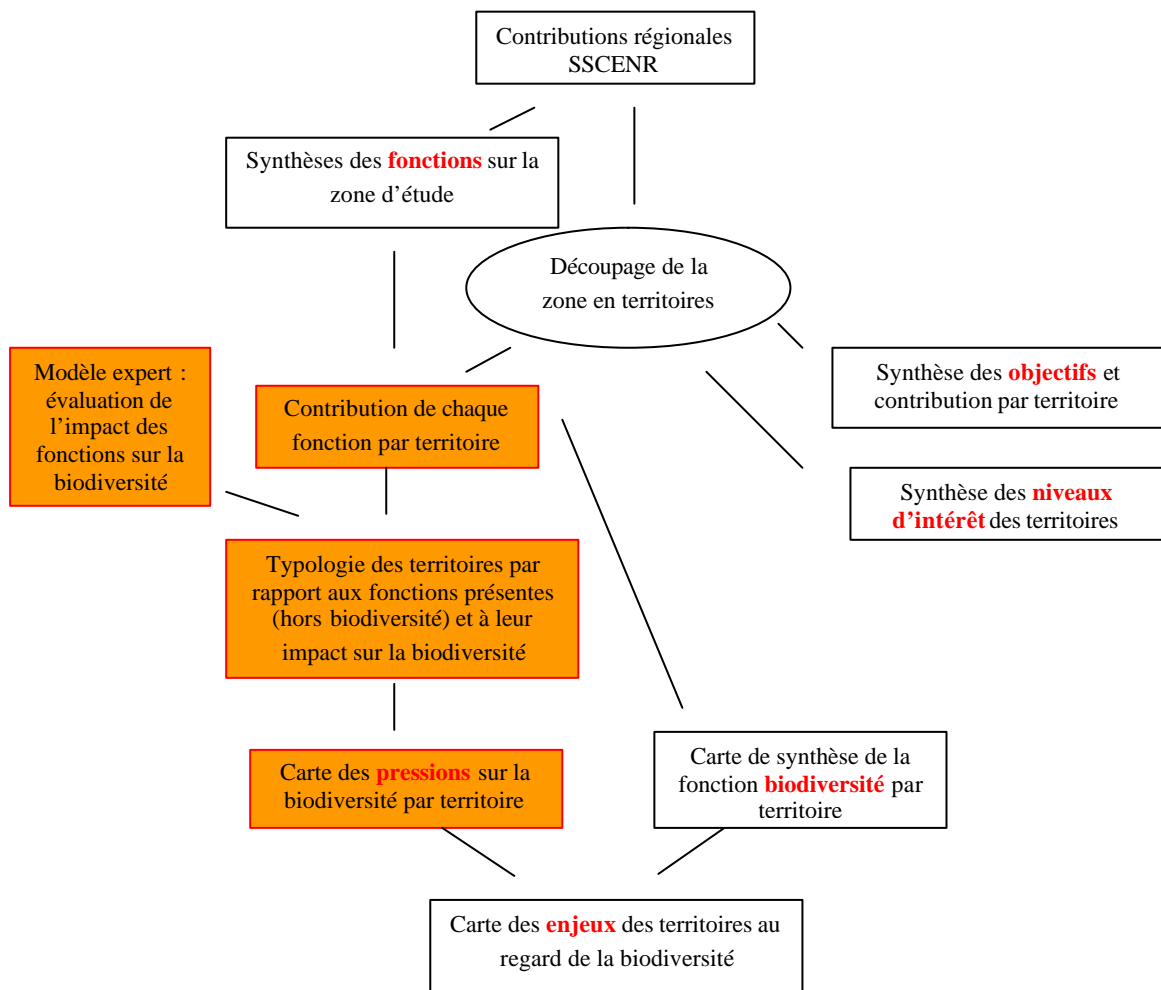 Contributions régionales
SSCENR
Synthèses des fonctions sur la
zone d’étude
Découpage de la
zone en territoires
Modèle expert :
évaluation de
l’impact des
fonctions sur la
biodiversité
Contribution de chaque
fonction par territoire
Synthèse des objectifs et
contribution par territoire
Synthèse des niveaux
d’intérêt des territoires
Typologie des territoires par
rapport aux fonctions présentes
(hors biodiversité) et à leur
impact sur la biodiversité
Carte des pressions sur la
biodiversité par territoire
Carte de synthèse de la
fonction biodiversité par
territoire
Carte des enjeux des territoires au
regard de la biodiversité